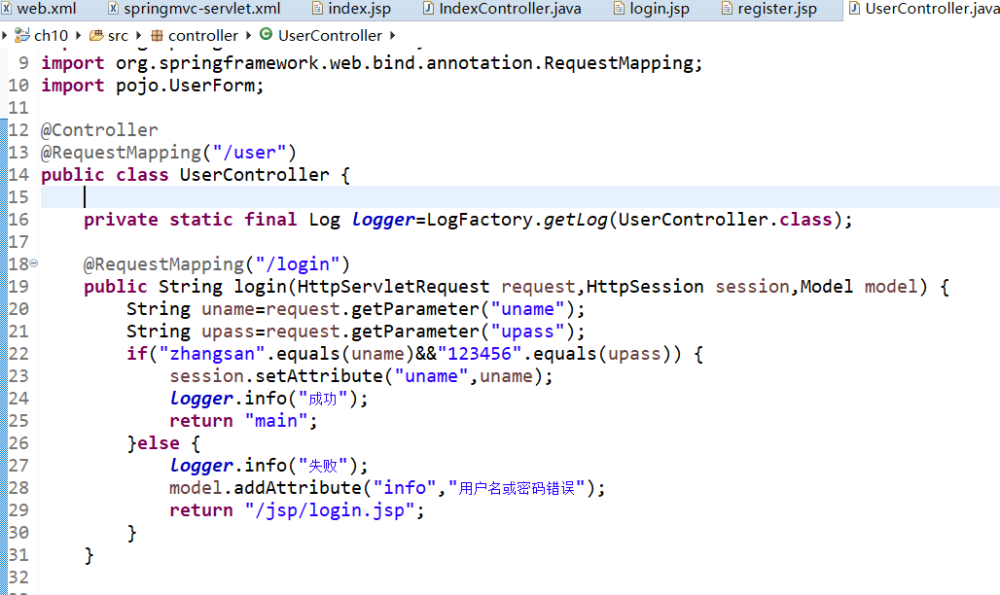 web.xml springmvc-servlet.xml index.jsp IndexController.java login.jsp register.jsp UserController.java
ch10 src controller UserController
9 import org.springframework.web.bind.annotation.RequestMapping;
10 import pojo.UserForm;
11
12 @Controller
13 @RequestMapping("/user")
14 public class UserController {
15
16 private static final Log logger=LogFactory.getLog(UserController.class);
17
18 @RequestMapping("/login")
19 public String login(HttpServletRequest request,HttpSession session,Model model) {
20 String uname=request.getParameter("uname");
21 String upass=request.getParameter("upass");
22 if("zhangsan".equals(uname)&&"123456".equals(upass)) {
23 session.setAttribute("uname",uname);
24 logger.info("成功");
25 return "main";
26 }else {
27 logger.info("失败");
28 model.addAttribute("info","用户名或密码错误");
29 return "/jsp/login.jsp";
30 }
31 }
32